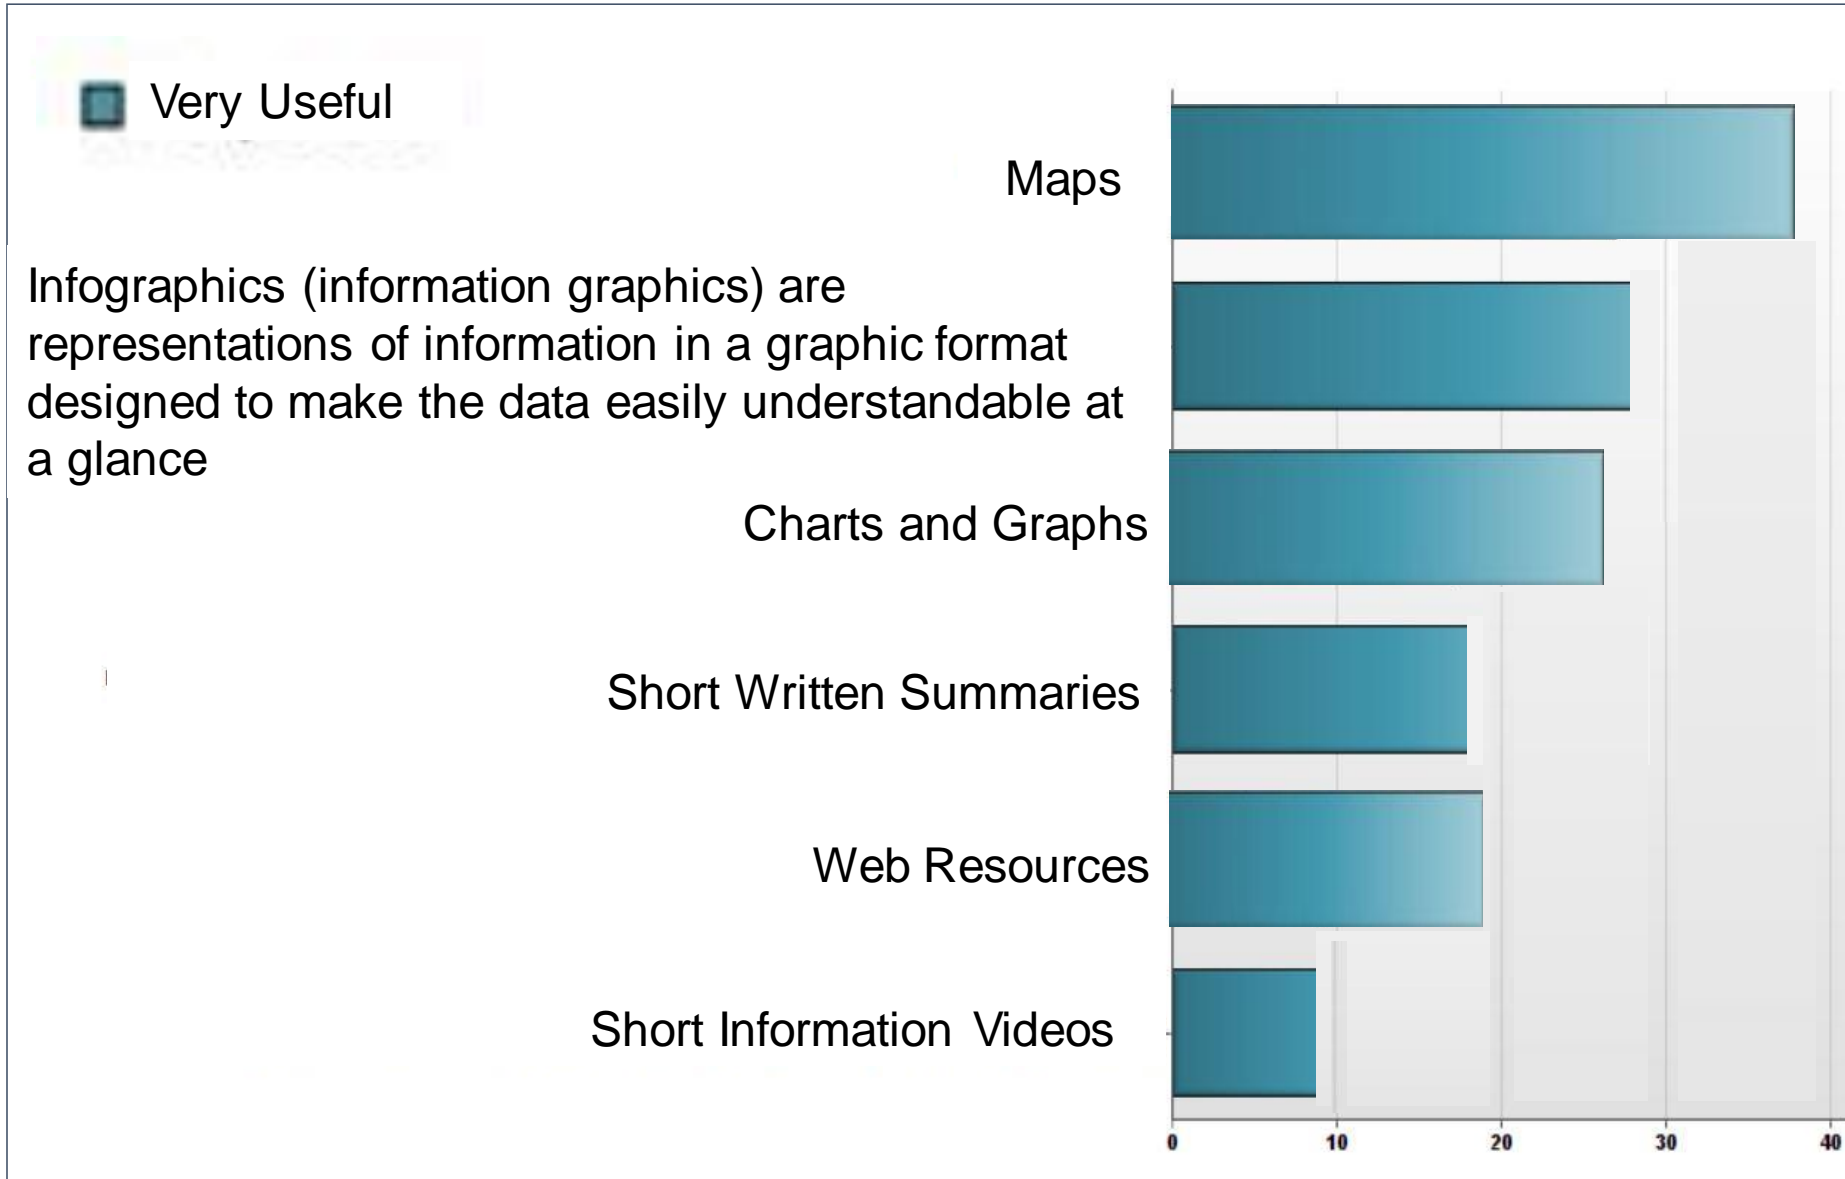 Very Useful
Maps
Infographics (information graphics) are
representations of information in a graphic format
designed to make the data easily understandable at
a glance
Charts and Graphs
Short Written Summaries
Web Resources
Short Information Videos
0 10 20 30 40